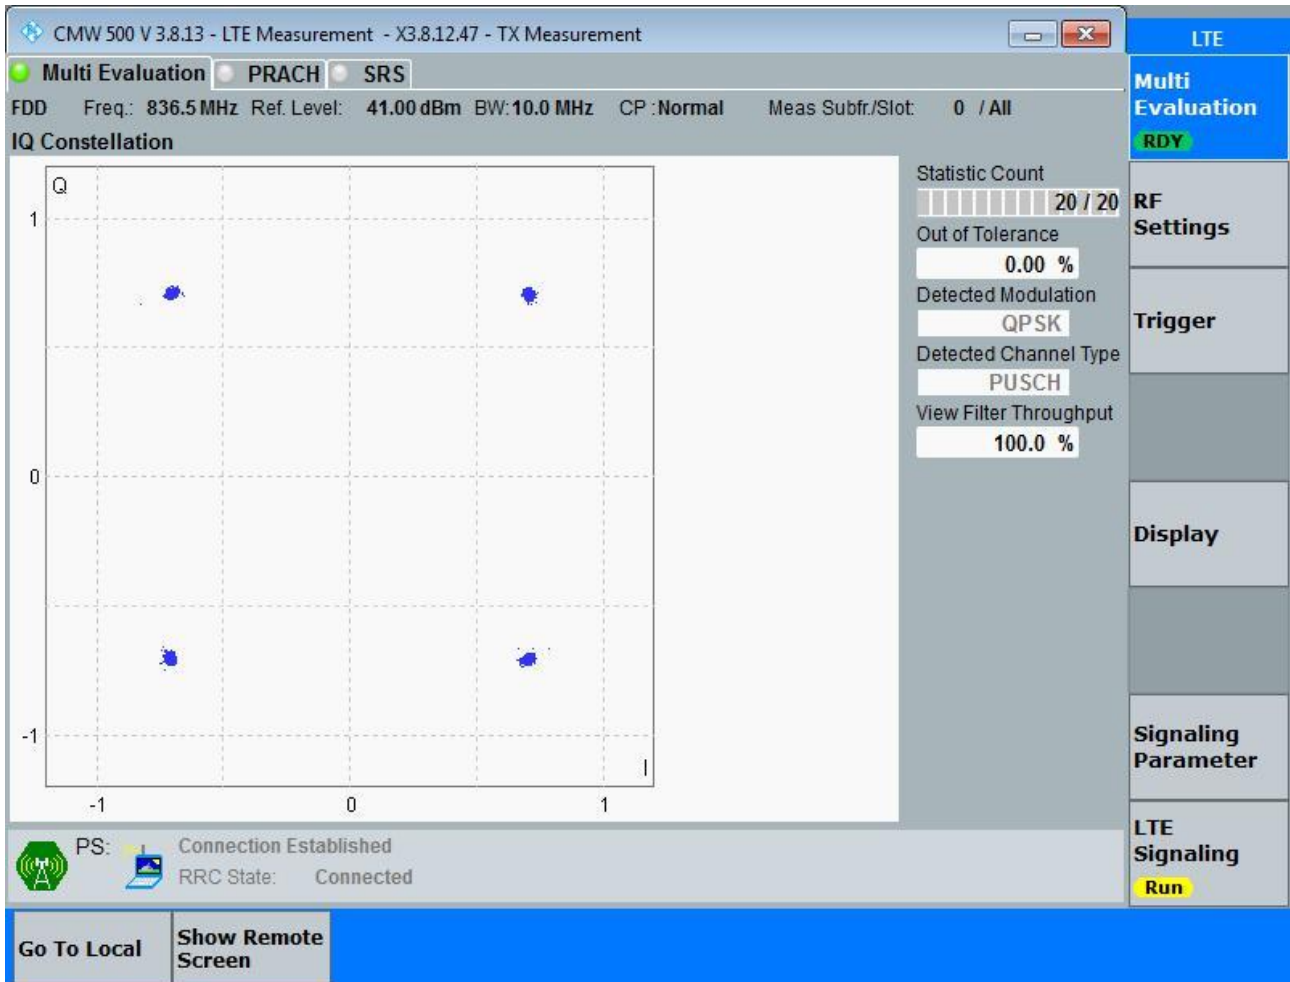 CMW 500 V 3.8.13 - LTE Measurement - X3.8.12.47 - TX Measurement
LTE
Multi Evaluation PRACH SRS
FDD Freq.: 836.5 MHz Ref. Level: 41.00 dBm BW: 10.0 MHz CP : Normal Meas Subfr./Slot: 0 / All
IQ Constellation
Q
1
0
-1
I
-1 0 1
Statistic Count
20 / 20
Out of Tolerance
0.00 %
Detected Modulation
QPSK
Detected Channel Type
PUSCH
View Filter Throughput
100.0 %
Multi
Evaluation
RDY
RF
Settings
Trigger
Display
Signaling
Parameter
LTE
Signaling
Run
PS: Connection Established
RRC State: Connected
Go To Local
Show Remote
Screen